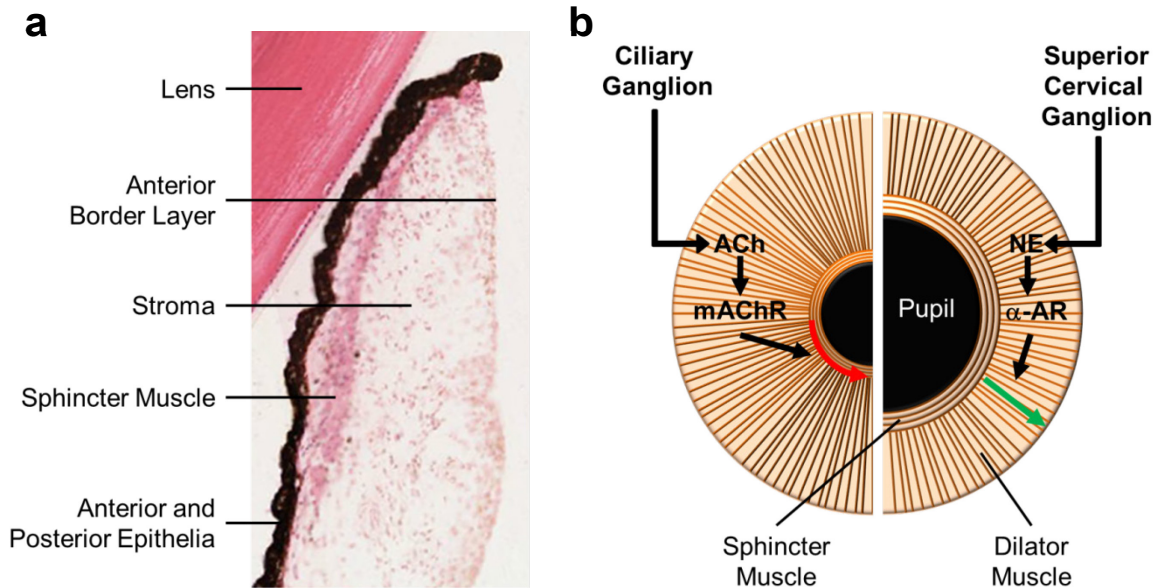 a
Lens
Anterior
Border Layer
Stroma
Sphincter Muscle
Anterior and
Posterior Epithelia
b
Ciliary
Ganglion
Superior
Cervical
Ganglion
ACh
mAChR
NE
α-AR
Pupil
Sphincter
Muscle
Dilator
Muscle